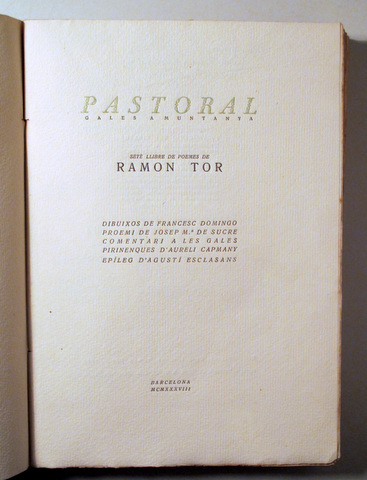 PASTORAL
GALES A MUNTANYA
SETÈ LLIBRE DE POEMES DE
RAMON TOR
DIBUIXOS DE FRANCESC DOMINGO
PROEMI DE JOSEP M.ª DE SUCRE
COMENTARI A LES GALES
PIRINENQUES D'AURELI CAPMANY
EPÍLEG D'AGUSTÍ ESCLASANS
BARCELONA
MCMXXXVIII